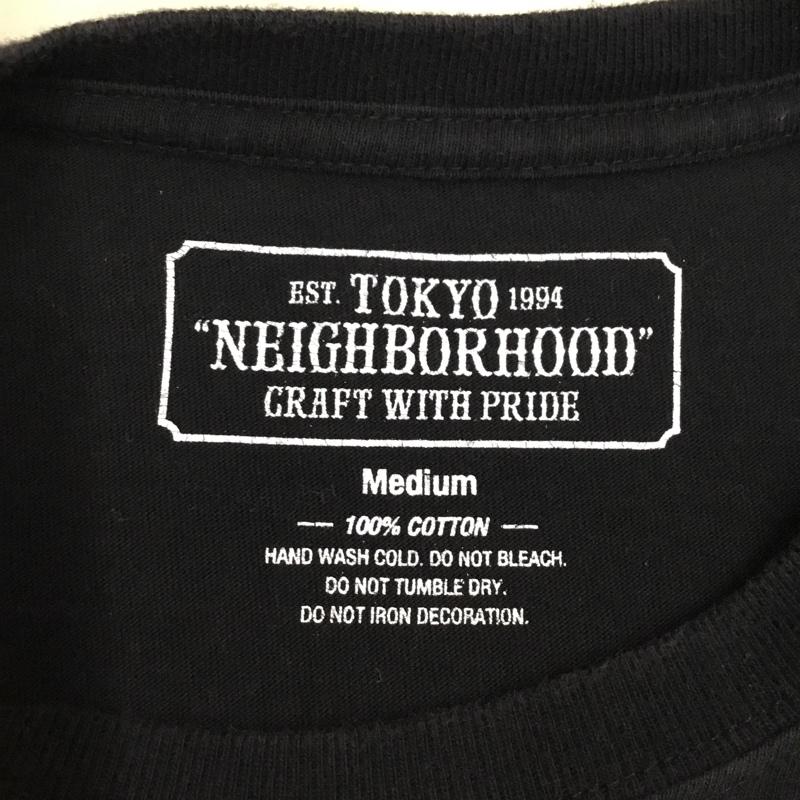 EST. TOKYO 1994
“NEIGHBORHOOD”
CRAFT WITH PRIDE
Medium
— 100% COTTON —
HAND WASH COLD. DO NOT BLEACH.
DO NOT TUMBLE DRY.
DO NOT IRON DECORATION.